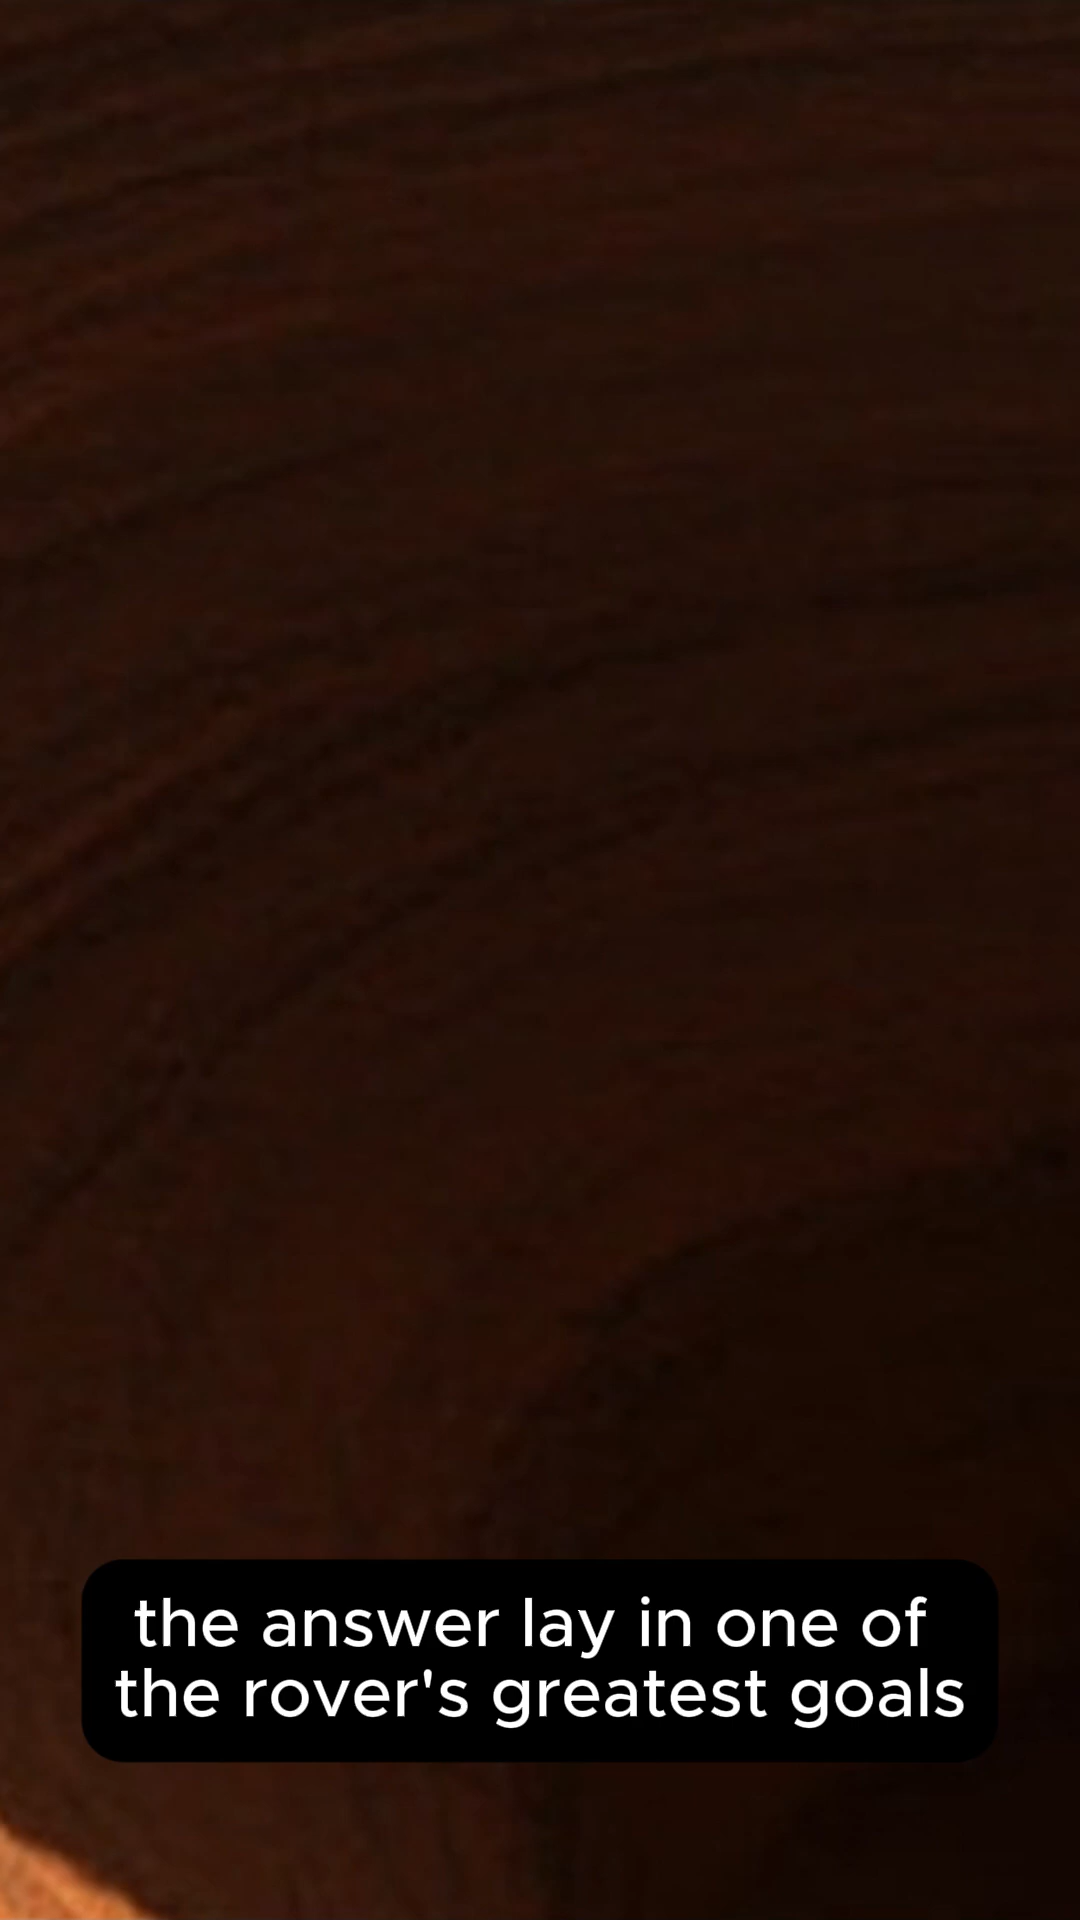 the answer lay in one of
the rover's greatest goals